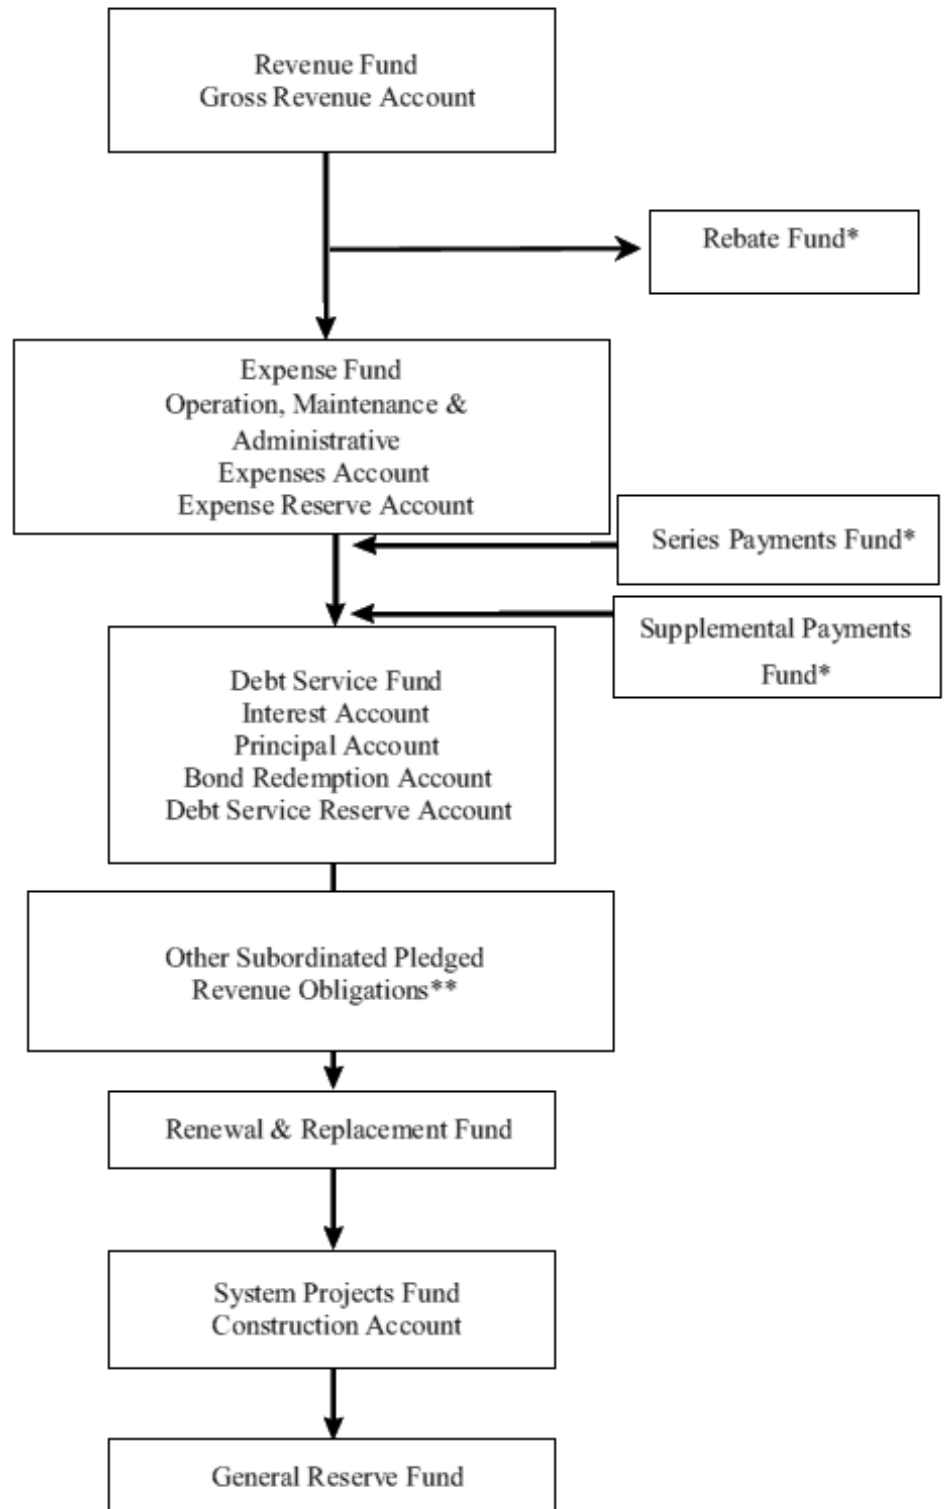 Revenue Fund
Gross Revenue Account
Rebate Fund*
Expense Fund
Operation, Maintenance &
Administrative
Expenses Account
Expense Reserve Account
Series Payments Fund*
Supplemental Payments
Fund*
Debt Service Fund
Interest Account
Principal Account
Bond Redemption Account
Debt Service Reserve Account
Other Subordinated Pledged
Revenue Obligations**
Renewal & Replacement Fund
System Projects Fund
Construction Account
General Reserve Fund